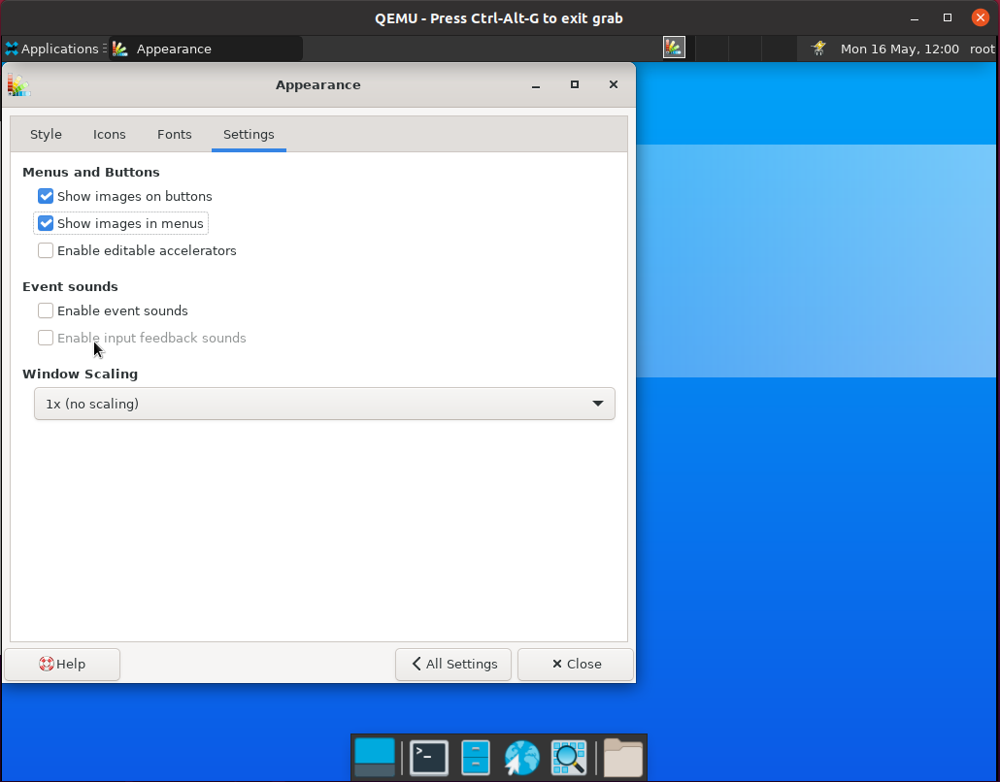 QEMU - Press Ctrl-Alt-G to exit grab
Applications Appearance Mon 16 May, 12:00 root
Appearance
Style Icons Fonts Settings
Menus and Buttons
Show images on buttons
Show images in menus
Enable editable accelerators
Event sounds
Enable event sounds
Enable input feedback sounds
Window Scaling
1x (no scaling)
Help All Settings Close